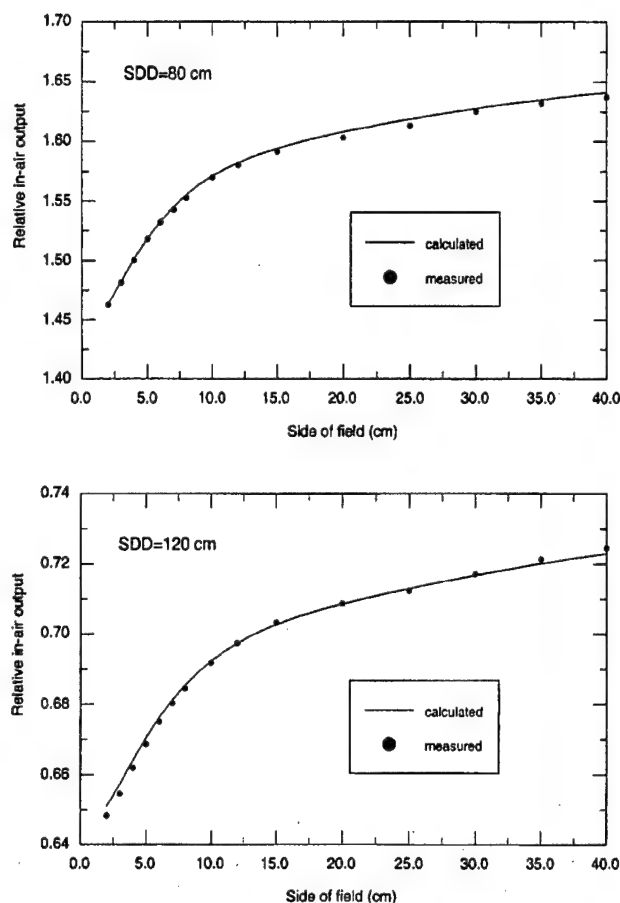 1.70
SDD=80 cm
1.65
1.60
1.55
1.50
1.45
1.40
Relative in-air output
calculated
measured
0.0 5.0 10.0 15.0 20.0 25.0 30.0 35.0 40.0
Side of field (cm)
0.74
SDD=120 cm
0.72
0.70
0.68
0.66
0.64
Relative in-air output
calculated
measured
0.0 5.0 10.0 15.0 20.0 25.0 30.0 35.0 40.0
Side of field (cm)